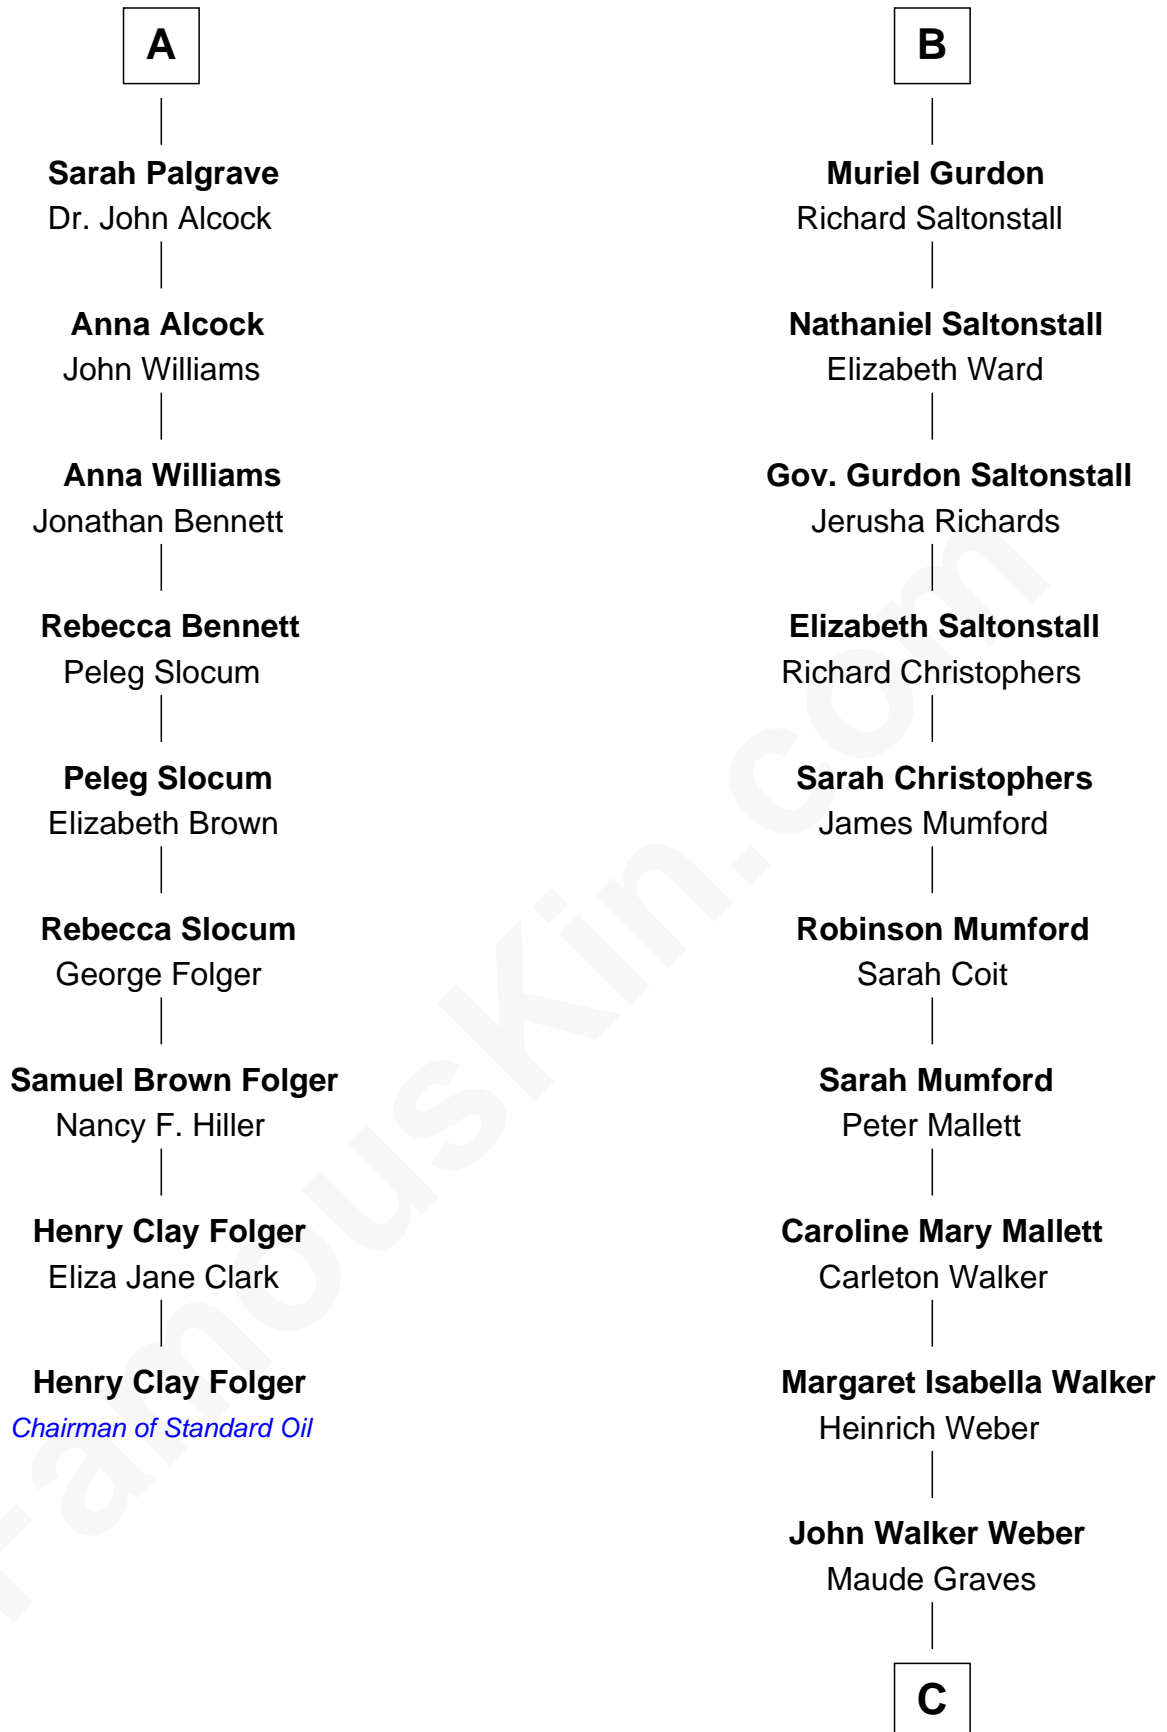 A
Sarah Palgrave
Dr. John Alcock
Anna Alcock
John Williams
Anna Williams
Jonathan Bennett
Rebecca Bennett
Peleg Slocum
Peleg Slocum
Elizabeth Brown
Rebecca Slocum
George Folger
Samuel Brown Folger
Nancy F. Hiller
Henry Clay Folger
Eliza Jane Clark
Henry Clay Folger
Chairman of Standard Oil
B
Muriel Gurdon
Richard Saltonstall
Nathaniel Saltonstall
Elizabeth Ward
Gov. Gurdon Saltonstall
Jerusha Richards
Elizabeth Saltonstall
Richard Christophers
Sarah Christophers
James Mumford
Robinson Mumford
Sarah Coit
Sarah Mumford
Peter Mallett
Caroline Mary Mallett
Carleton Walker
Margaret Isabella Walker
Heinrich Weber
John Walker Weber
Maude Graves
C
FamousKin.com